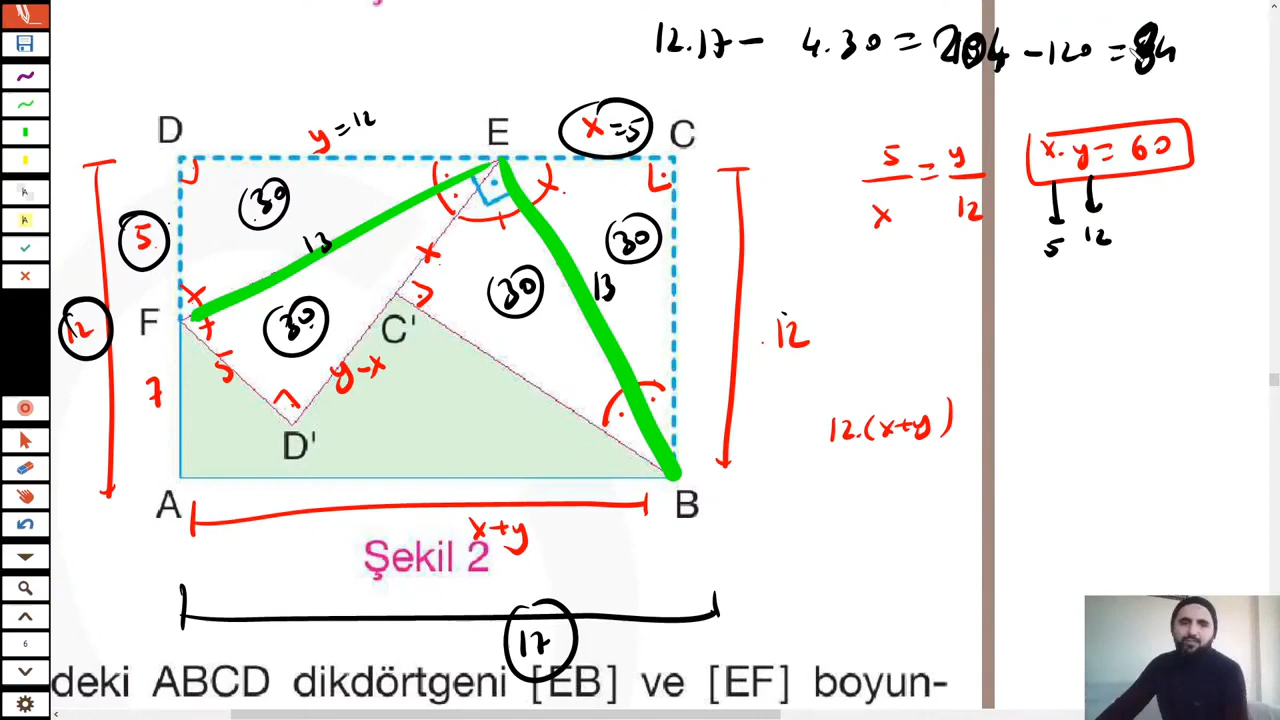 12.17 - 4.30 = 204 - 120 = 84
D y = 12 E x = 5 C
5/x = y/12 x.y = 60
5 12
30
5 13 30
x 30 13
F 30 12
12 C'
5 y-x
7
D' 12.(x+y)
A B
x+y
Şekil 2
17
deki ABCD dikdörtgeni [EB] ve [EF] boyun-
6